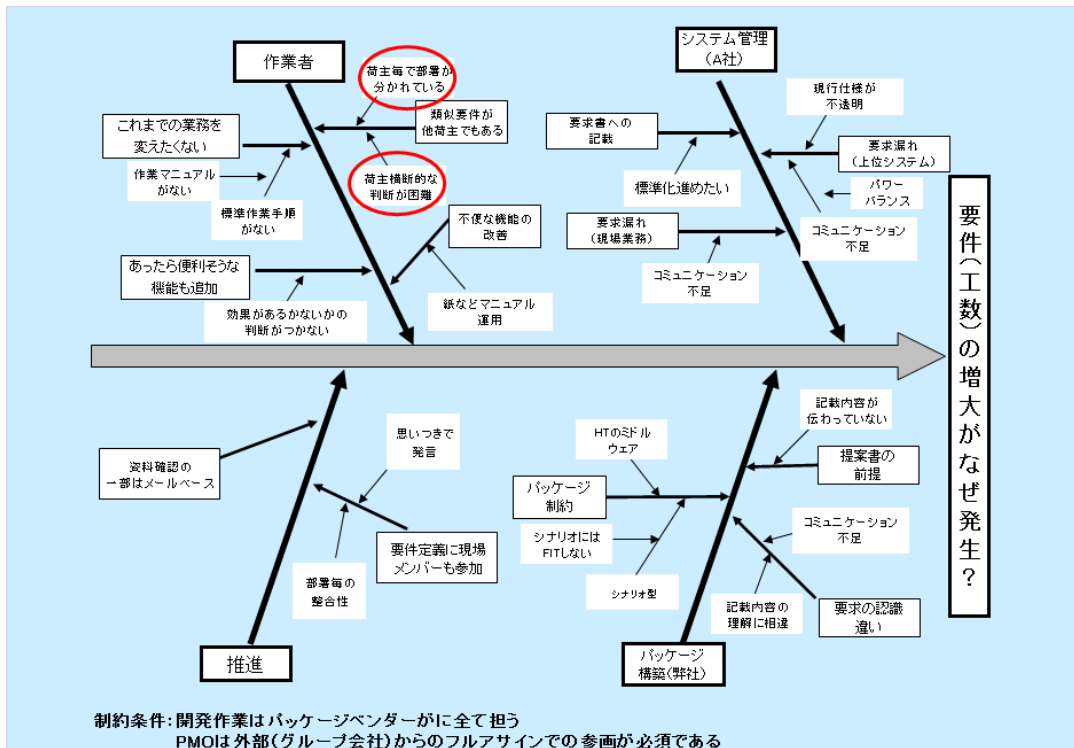 作業者
荷主毎で部署が
分かれている
類似要件が
他荷主でもある
これまでの業務を
変えたくない
作業マニュアル
がない
標準作業手順
がない
荷主横断的な
判断が困難
不便な機能の
改善
あったら便利そうな
機能も追加
効果があるかないかの
判断がつかない
紙などマニュアル
運用
システム管理
(A社)
現行仕様が
不透明
要求書への
記載
要求漏れ
(上位システム)
標準化進めたい
パワー
バランス
要求漏れ
(現場業務)
コミュニケーション
不足
コミュニケーション
不足
要件(工数)の増大がなぜ発生?
資料確認の
一部はメールベース
思いつきで
発言
要件定義に現場
メンバーも参加
部署毎の
整合性
推進
記載内容が
伝わっていない
HTのミドル
ウェア
提案書の
前提
パッケージ
制約
シナリオには
FITしない
シナリオ型
コミュニケーション
不足
記載内容の
理解に相違
要求の認識
違い
パッケージ
構築(弊社)
制約条件:開発作業はパッケージベンダーがに全て担う
PMOは外部(グループ会社)からのフルアサインでの参画が必須である